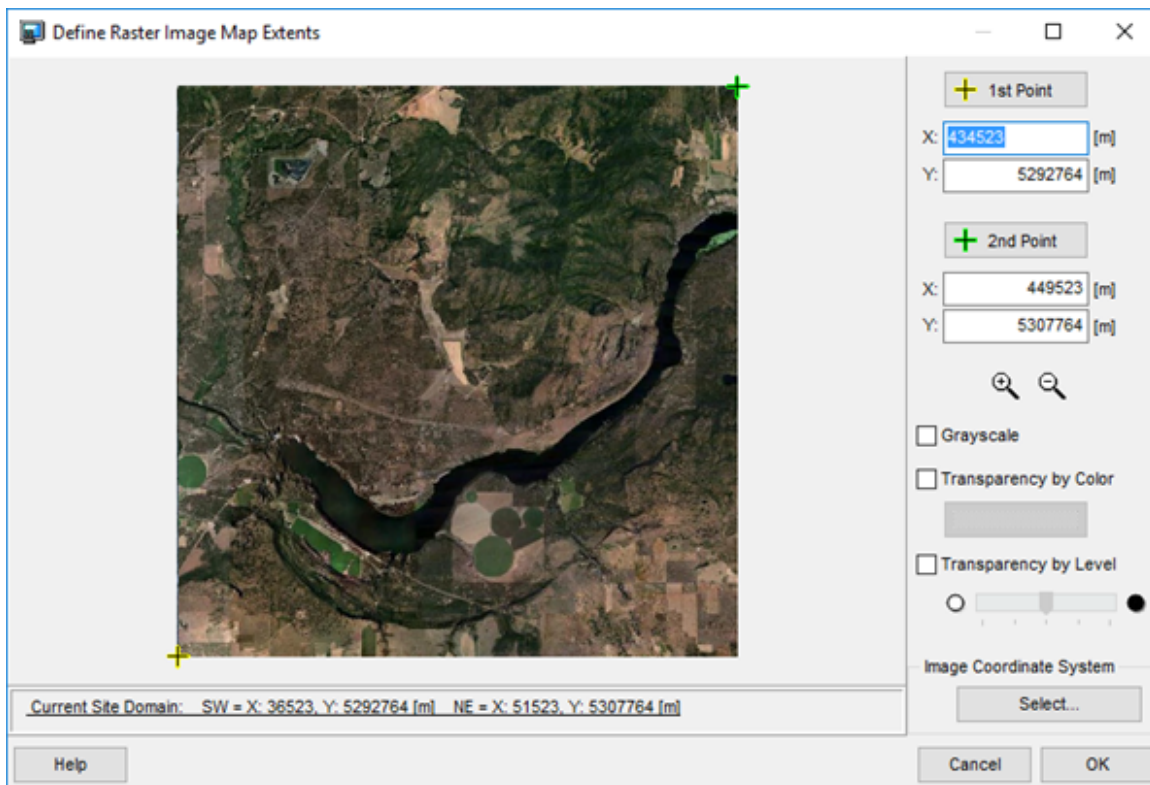 Define Raster Image Map Extents
1st Point
X: 434523 [m]
Y: 5292764 [m]
2nd Point
X: 449523 [m]
Y: 5307764 [m]
Grayscale
Transparency by Color
Transparency by Level
Image Coordinate System
Select...
Current Site Domain: SW = X: 36523, Y: 5292764 [m] NE = X: 51523, Y: 5307764 [m]
Help
Cancel
OK